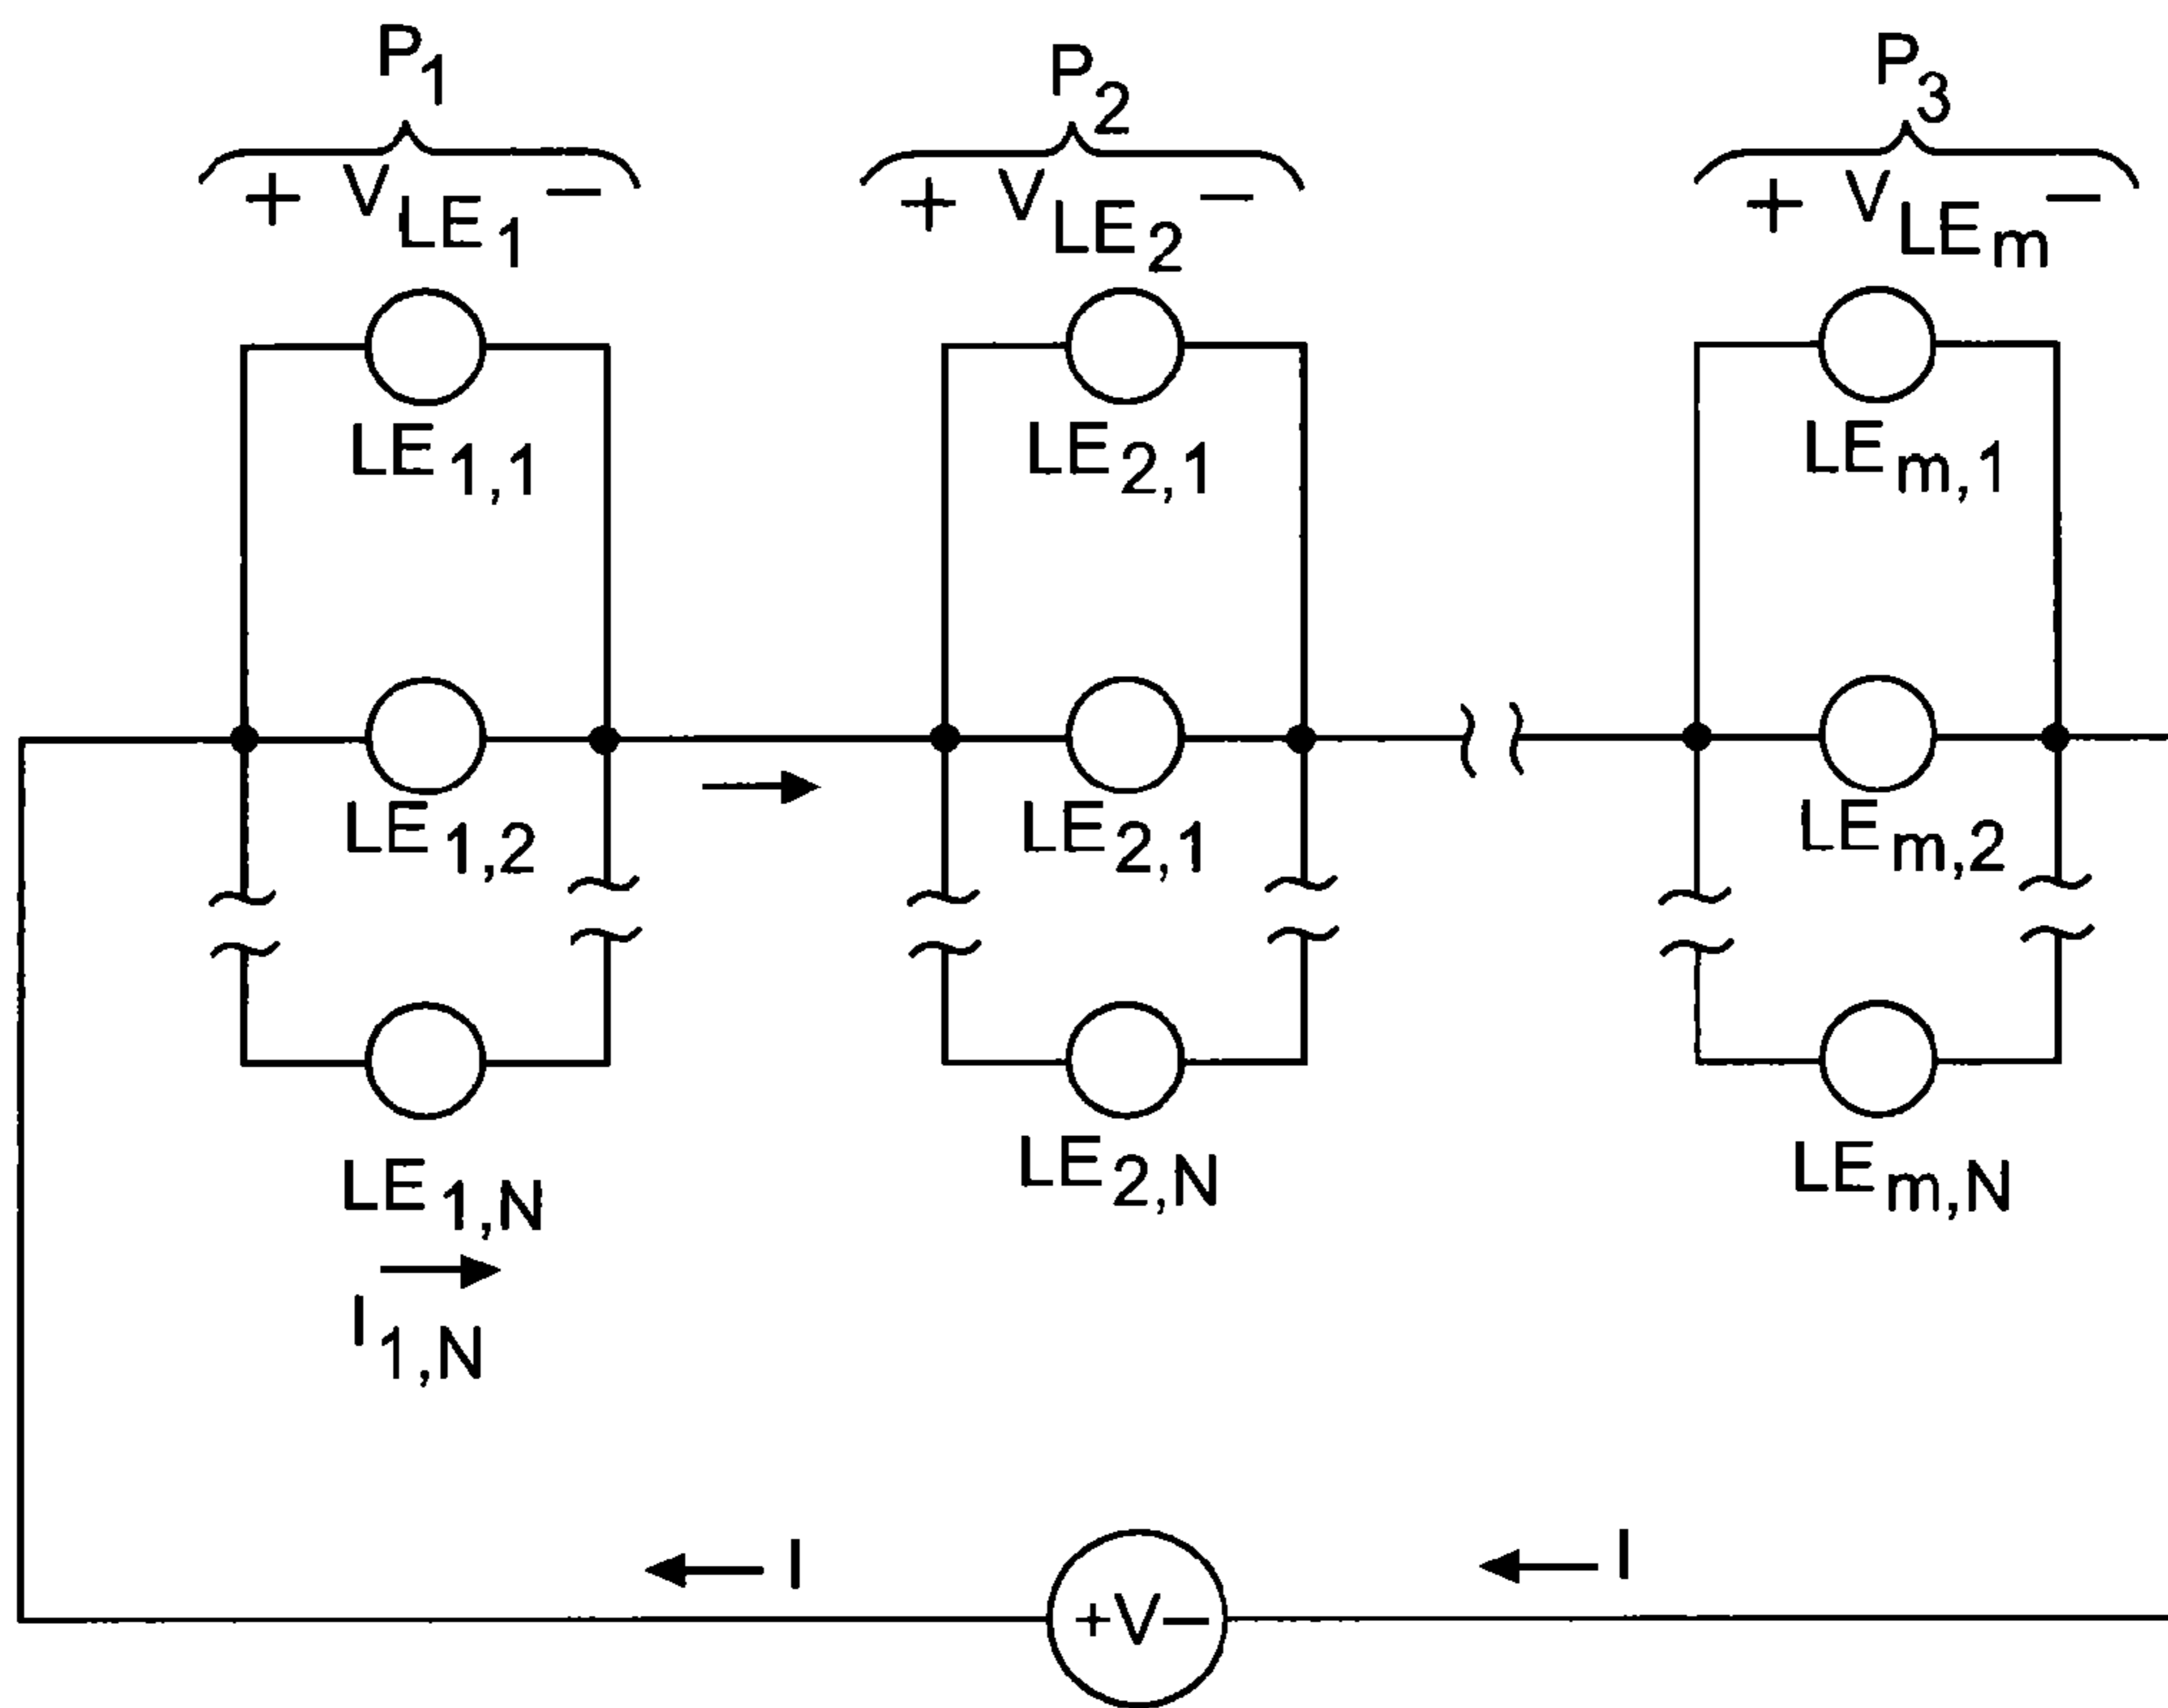 P1 P2 P3
+ VLE1 − + VLE2 − + VLEm −
LE1,1 LE2,1 LEm,1
LE1,2 LE2,1 LEm,2
LE1,N LE2,N LEm,N
I1,N
I I
+V−